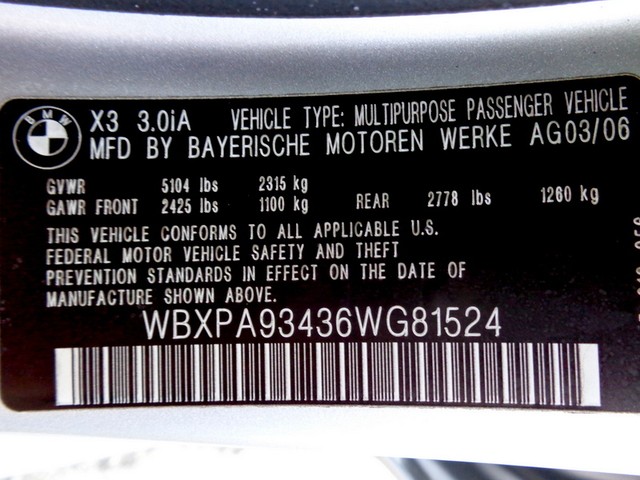 BMW
X3 3.0iA VEHICLE TYPE: MULTIPURPOSE PASSENGER VEHICLE
MFD BY BAYERISCHE MOTOREN WERKE AG03/06
GVWR 5104 lbs 2315 kg
GAWR FRONT 2425 lbs 1100 kg REAR 2778 lbs 1260 kg
THIS VEHICLE CONFORMS TO ALL APPLICABLE U.S.
FEDERAL MOTOR VEHICLE SAFETY AND THEFT
PREVENTION STANDARDS IN EFFECT ON THE DATE OF
MANUFACTURE SHOWN ABOVE.
WBXPA93436WG81524